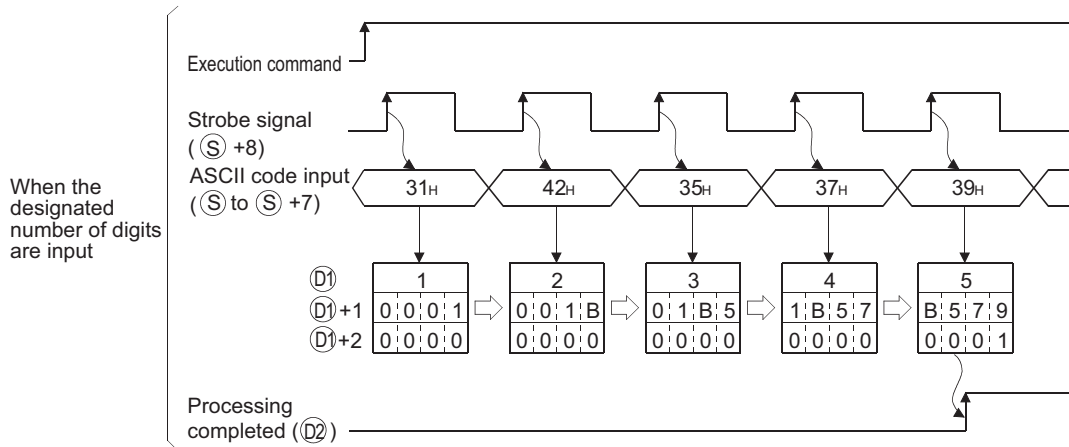 Execution command
Strobe signal
( Ⓢ +8)
ASCII code input
( Ⓢ to Ⓢ +7)
31H 42H 35H 37H 39H
When the
designated
number of digits
are input
D1 1 2 3 4 5
D1+1 0 0 0 1 0 0 1 B 0 1 B 5 1 B 5 7 B 5 7 9
D1+2 0 0 0 0 0 0 0 0 0 0 0 0 0 0 0 0 0 0 0 1
Processing
completed ( D2 )